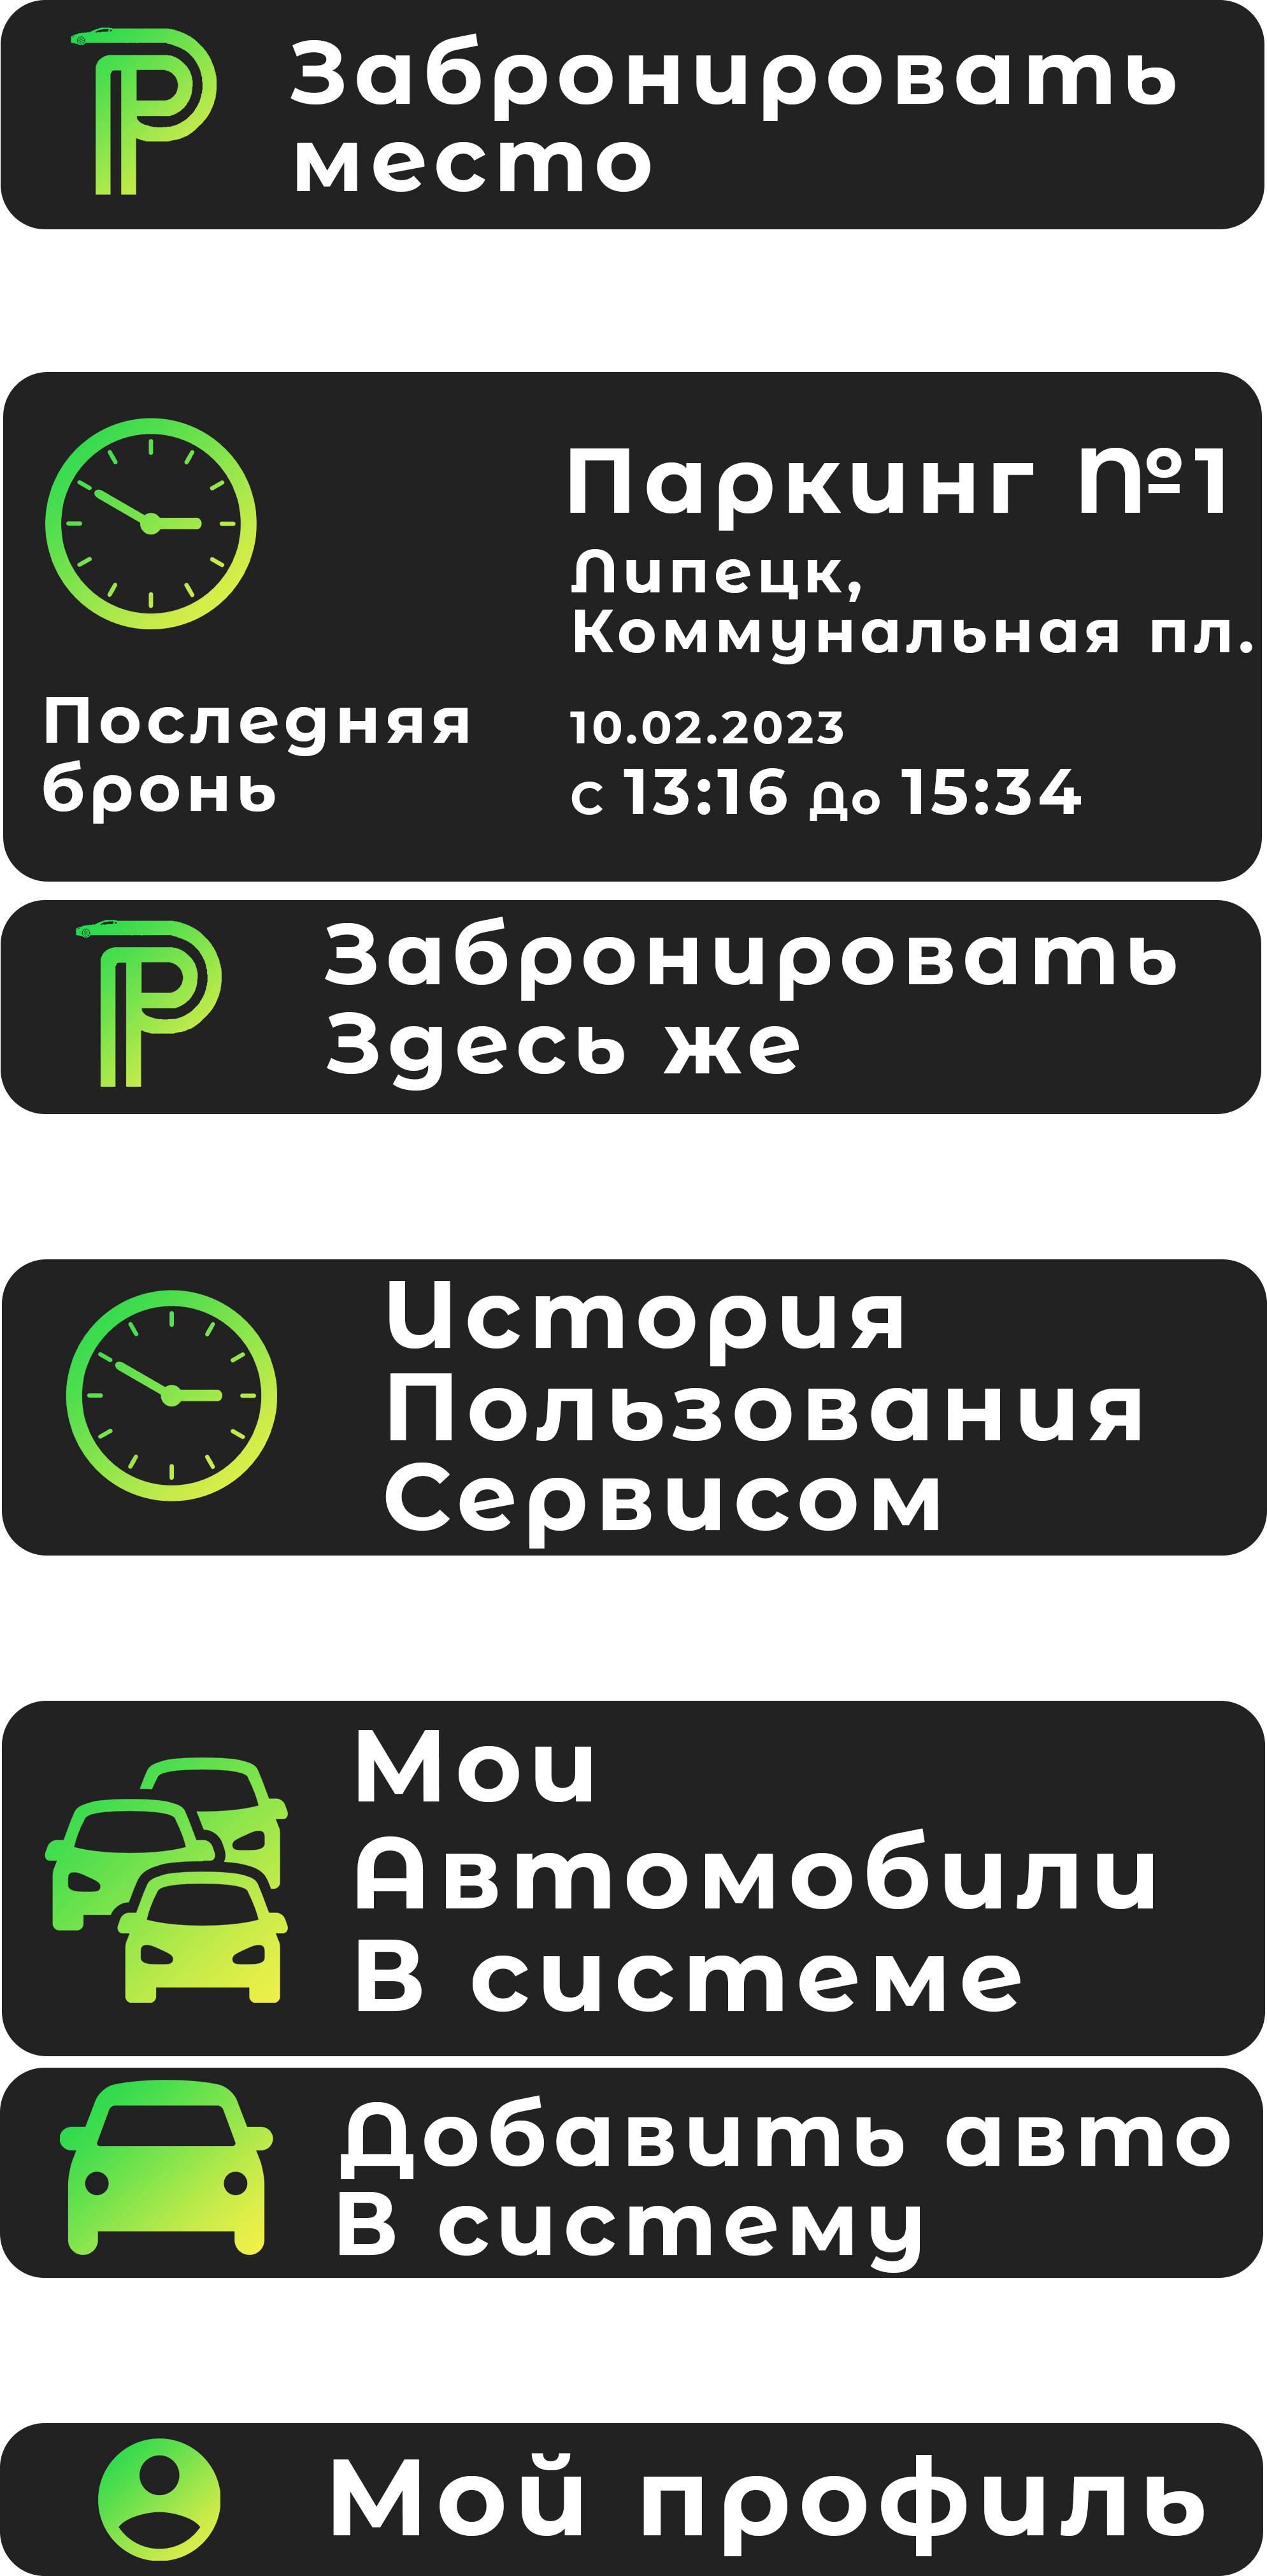 Забронировать
место
Паркинг №1
Липецк,
Коммунальная пл.
Последняя
бронь
10.02.2023
с 13:16 до 15:34
Забронировать
Здесь же
История
Пользования
Сервисом
Мои
Автомобили
В системе
Добавить авто
В систему
Мой профиль